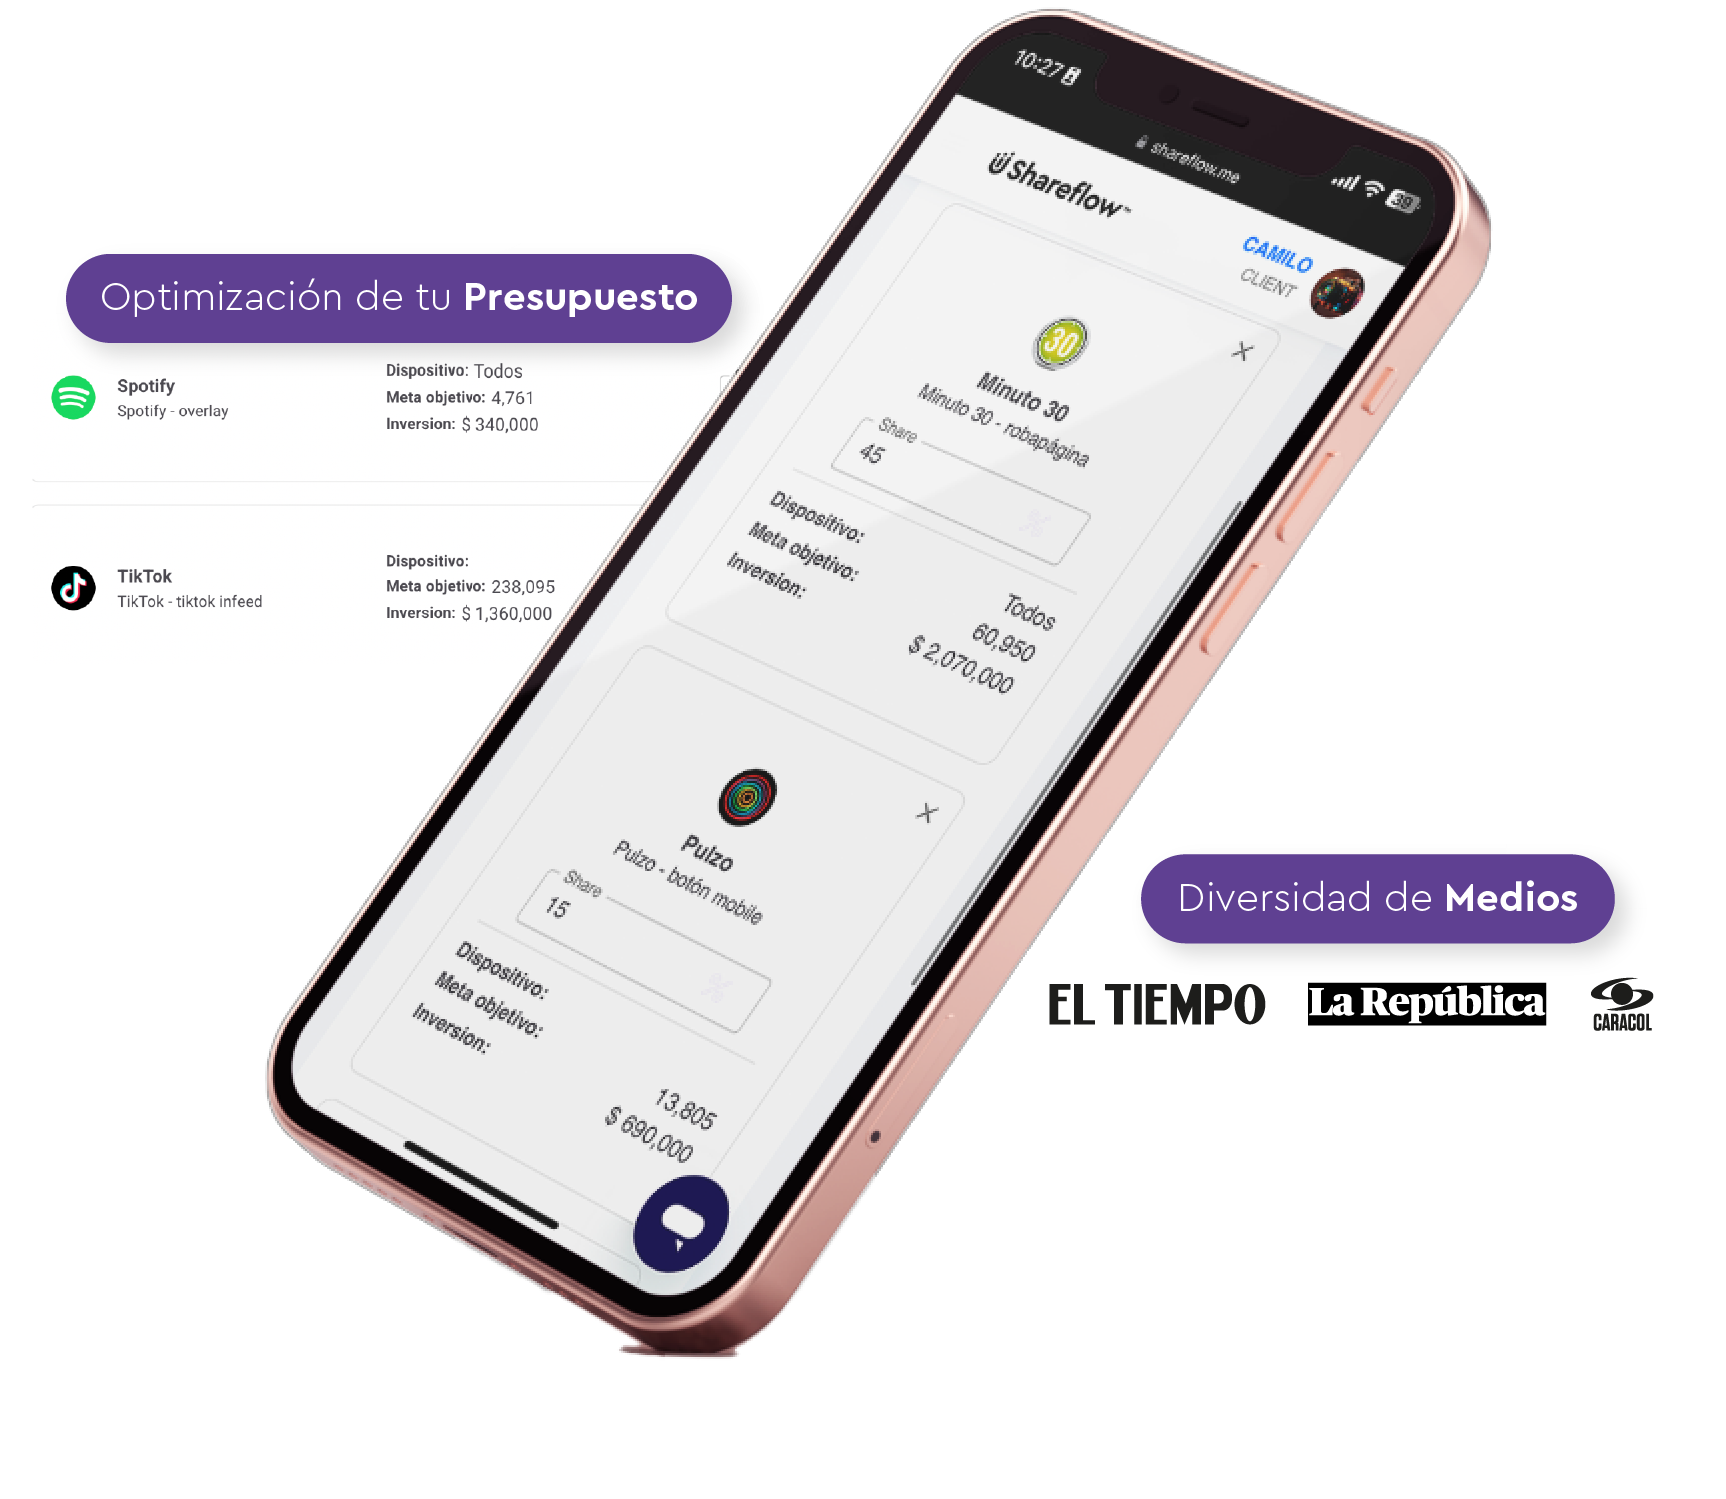 10:27
shareflow.me
39
Shareflow™
CAMILO
CLIENT
Optimización de tu Presupuesto
Spotify
Spotify - overlay
Dispositivo: Todos
Meta objetivo: 4,761
Inversion: $ 340,000
TikTok
TikTok - tiktok infeed
Dispositivo:
Meta objetivo: 238,095
Inversion: $ 1,360,000
30
Minuto 30
Minuto 30 - robapágina
Share
45
%
Dispositivo:
Meta objetivo:
Inversion:
Todos
60,950
$ 2,070,000
Pulzo
Pulzo - botón mobile
Share
15
%
Dispositivo:
Meta objetivo:
Inversion:
13,805
$ 690,000
Diversidad de Medios
EL TIEMPO
La República
CARACOL